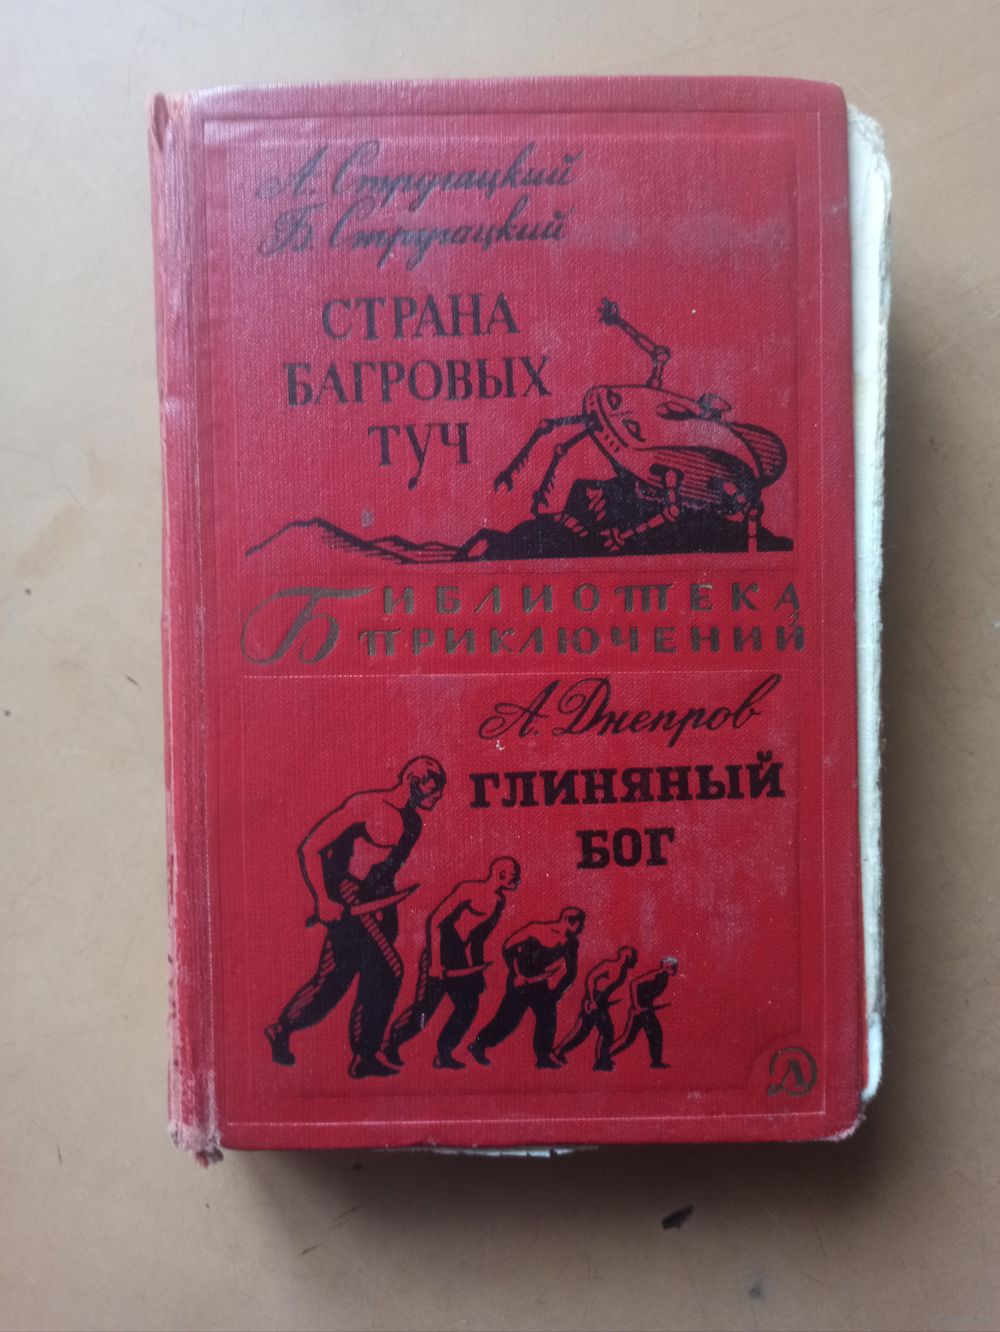 А. Стругацкий
Б. Стругацкий
СТРАНА
БАГРОВЫХ
ТУЧ
БИБЛИОТЕКА
ПРИКЛЮЧЕНИЙ
А. Днепров
ГЛИНЯНЫЙ
БОГ
Д